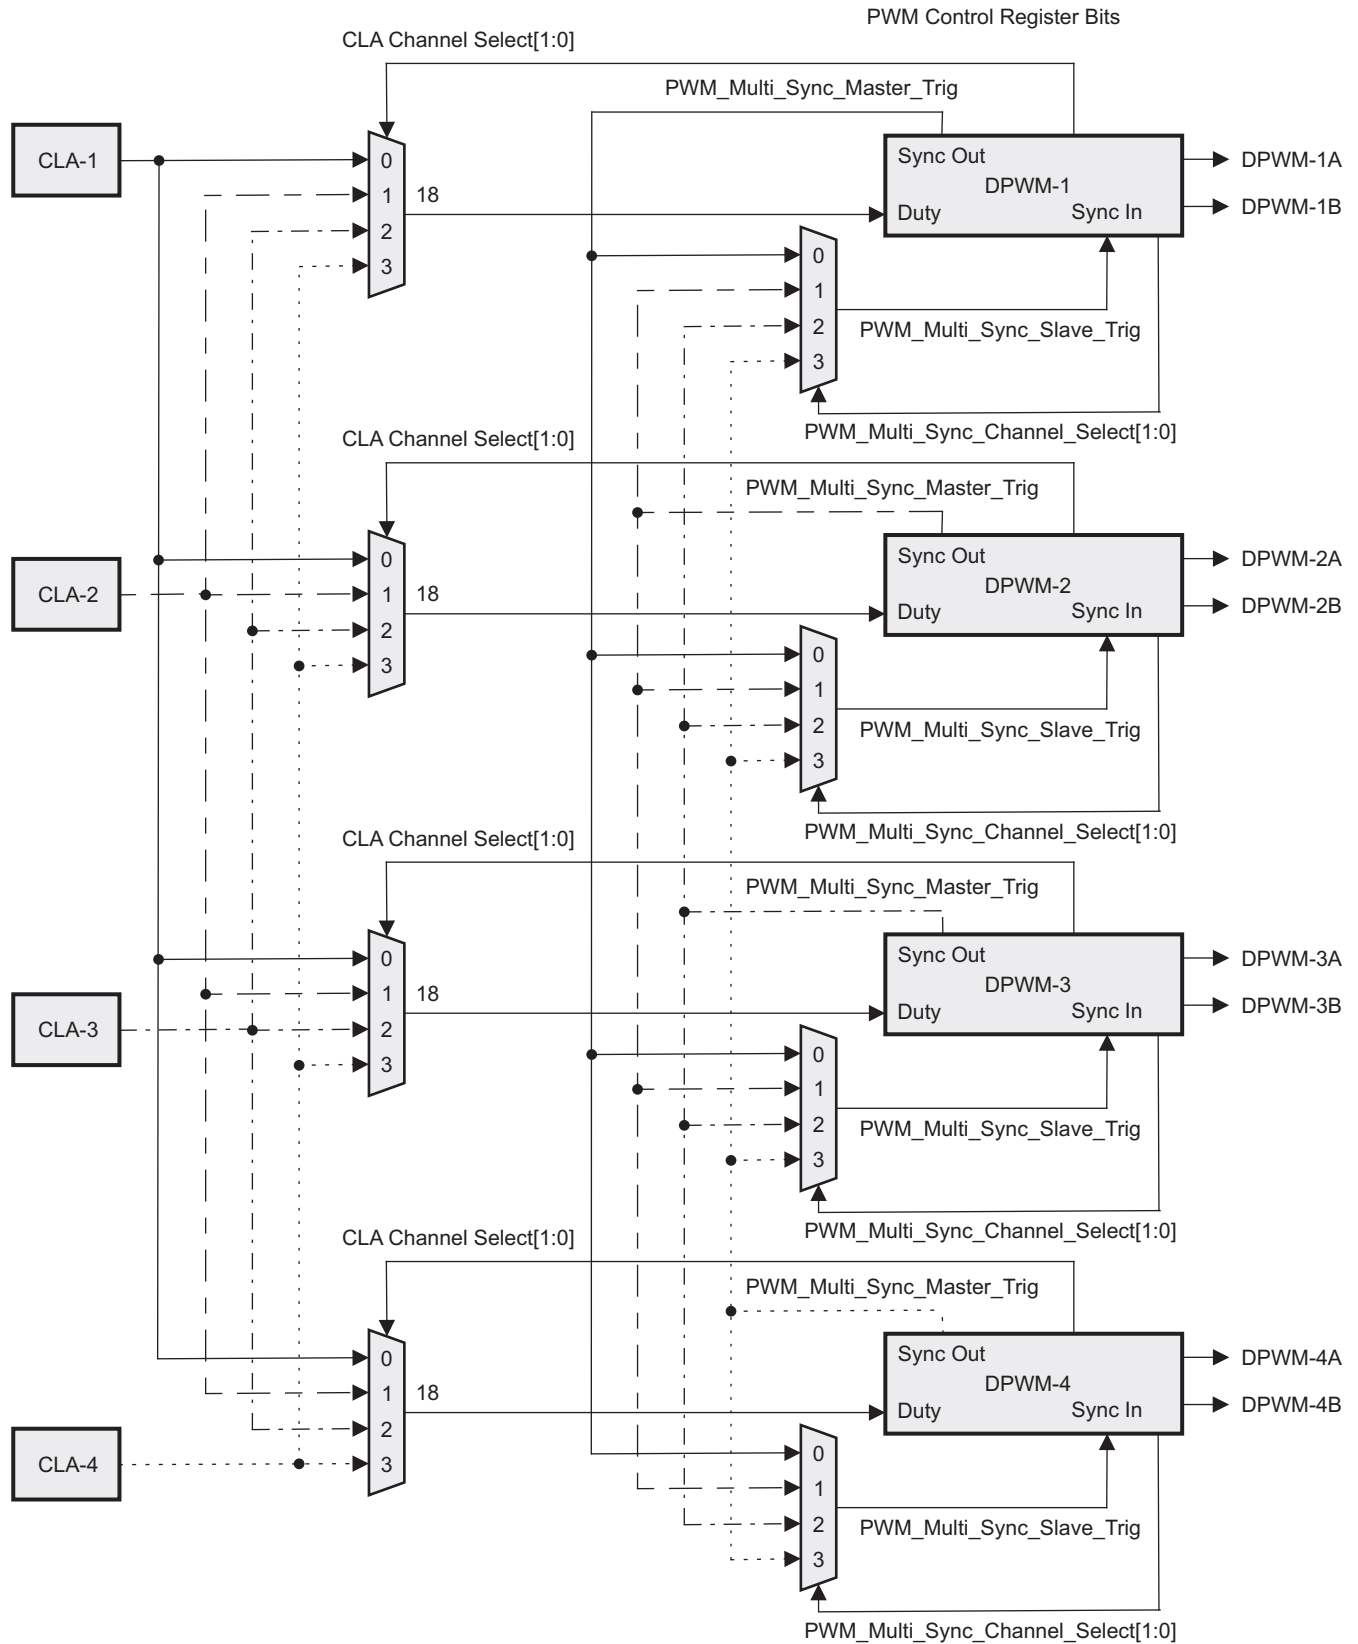 PWM Control Register Bits
CLA Channel Select[1:0]
PWM_Multi_Sync_Master_Trig
CLA-1
0
1
2
3
18
Sync Out
DPWM-1
Duty
Sync In
DPWM-1A
DPWM-1B
0
1
2
3
PWM_Multi_Sync_Slave_Trig
PWM_Multi_Sync_Channel_Select[1:0]
CLA Channel Select[1:0]
PWM_Multi_Sync_Master_Trig
CLA-2
0
1
2
3
18
Sync Out
DPWM-2
Duty
Sync In
DPWM-2A
DPWM-2B
0
1
2
3
PWM_Multi_Sync_Slave_Trig
PWM_Multi_Sync_Channel_Select[1:0]
CLA Channel Select[1:0]
PWM_Multi_Sync_Master_Trig
CLA-3
0
1
2
3
18
Sync Out
DPWM-3
Duty
Sync In
DPWM-3A
DPWM-3B
0
1
2
3
PWM_Multi_Sync_Slave_Trig
PWM_Multi_Sync_Channel_Select[1:0]
CLA Channel Select[1:0]
PWM_Multi_Sync_Master_Trig
CLA-4
0
1
2
3
18
Sync Out
DPWM-4
Duty
Sync In
DPWM-4A
DPWM-4B
0
1
2
3
PWM_Multi_Sync_Slave_Trig
PWM_Multi_Sync_Channel_Select[1:0]